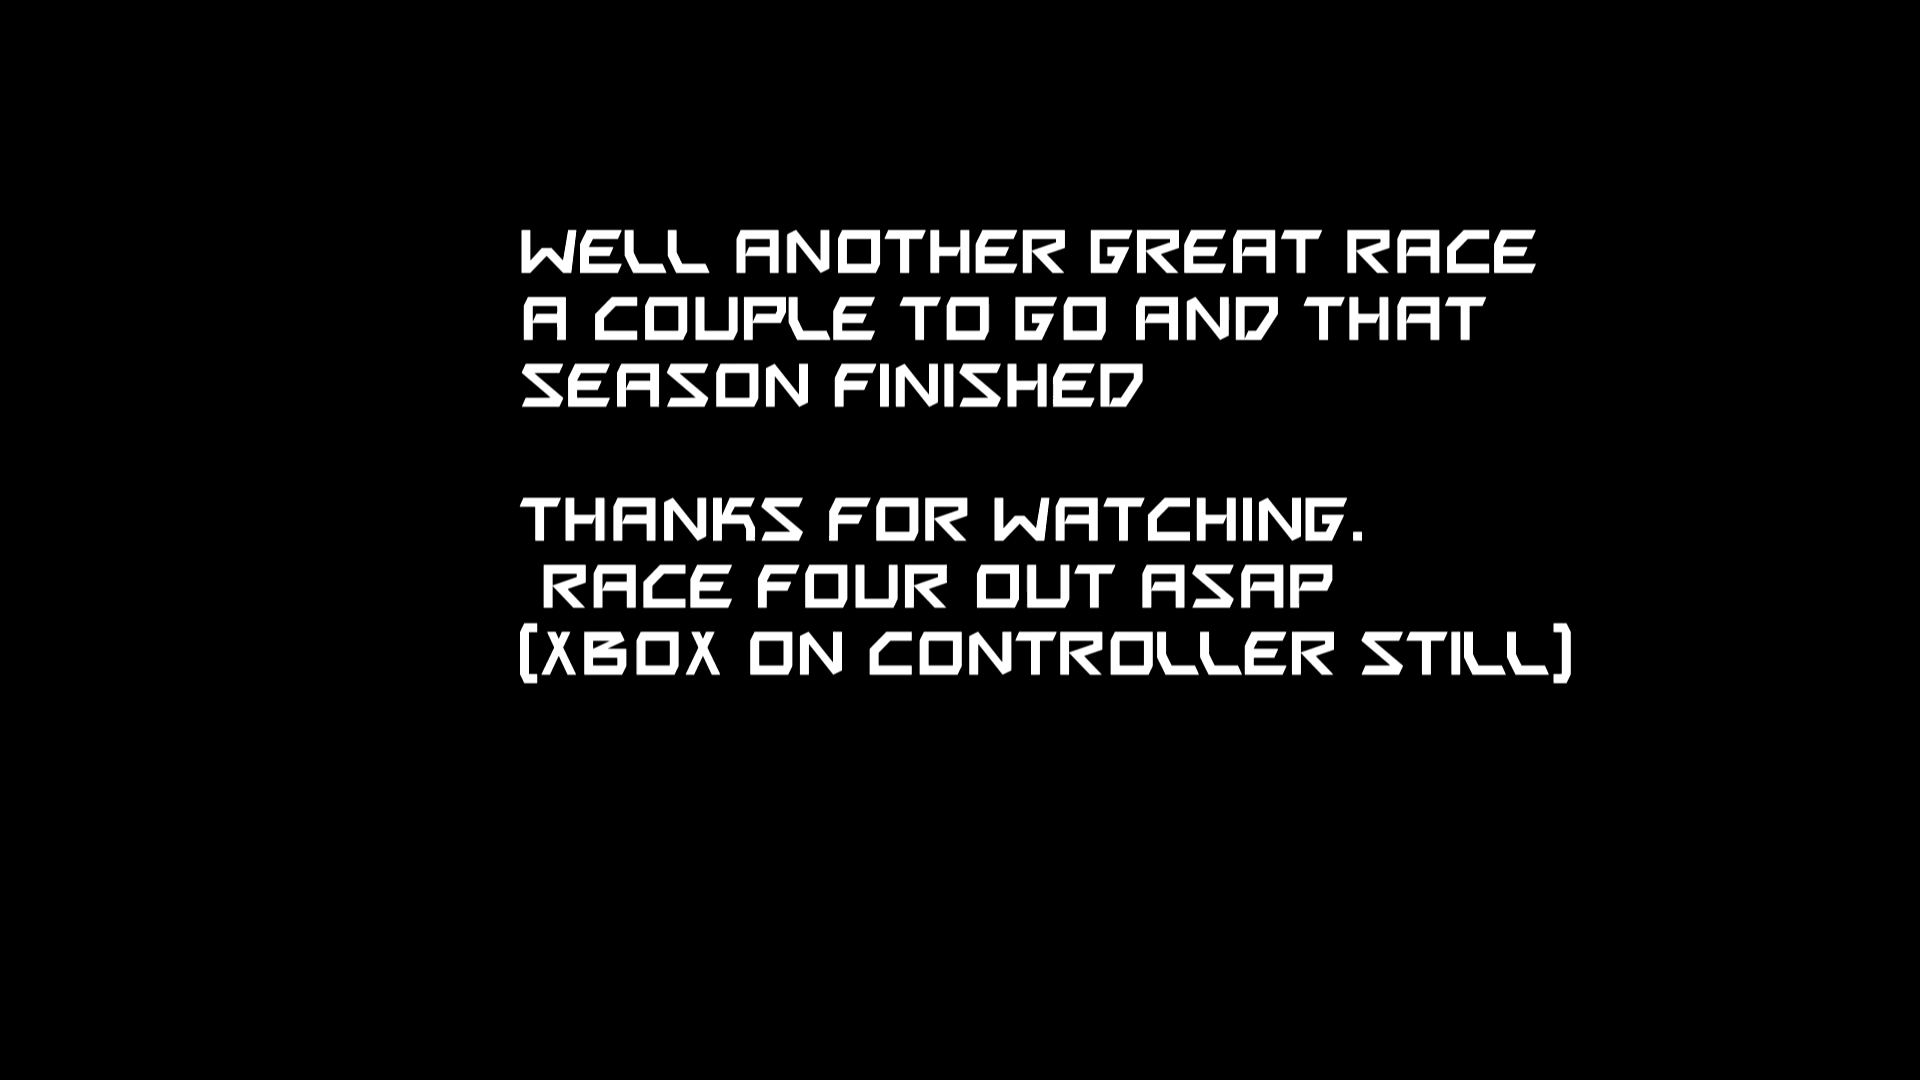 WELL ANOTHER GREAT RACE
A COUPLE TO GO AND THAT
SEASON FINISHED
THANKS FOR WATCHING.
RACE FOUR OUT ASAP
(XBOX ON CONTROLLER STILL)